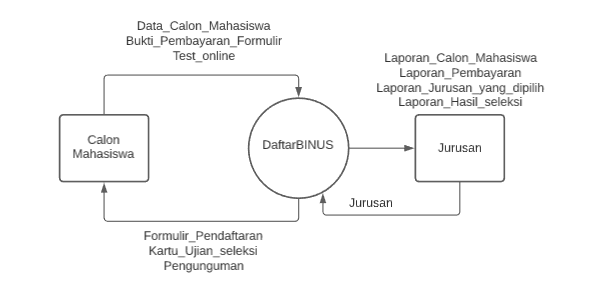 Data_Calon_Mahasiswa
Bukti_Pembayaran_Formulir
Test_online
Laporan_Calon_Mahasiswa
Laporan_Pembayaran
Laporan_Jurusan_yang_dipilih
Laporan_Hasil_seleksi
Calon
Mahasiswa
DaftarBINUS
Jurusan
Jurusan
Formulir_Pendaftaran
Kartu_Ujian_seleksi
Pengunguman